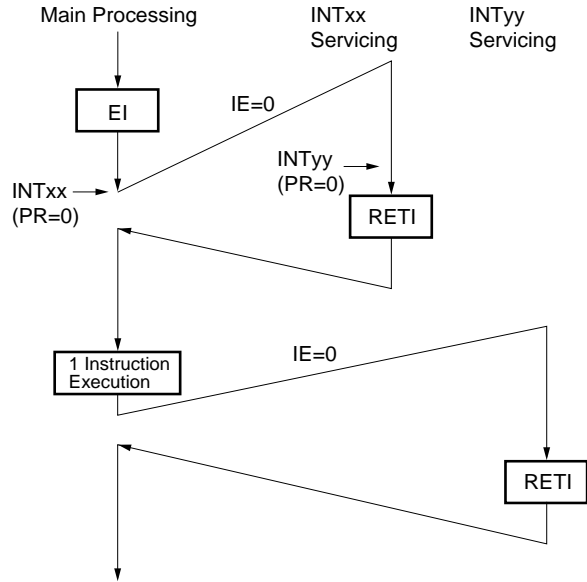 Main Processing
INTxx
Servicing
INTyy
Servicing
EI
IE=0
INTxx
(PR=0)
INTyy
(PR=0)
RETI
1 Instruction
Execution
IE=0
RETI